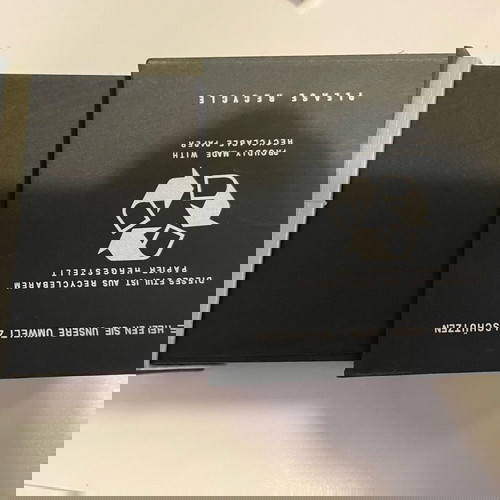 HELFEN SIE UNSERE UMWELT SCHÜTZEN
DIESES ETUI IST AUS RECYCLEBAREM
PAPIER HERGESTELLT
PROUDLY MADE WITH
RECYCLABLE PAPER
PLEASE RECYCLE